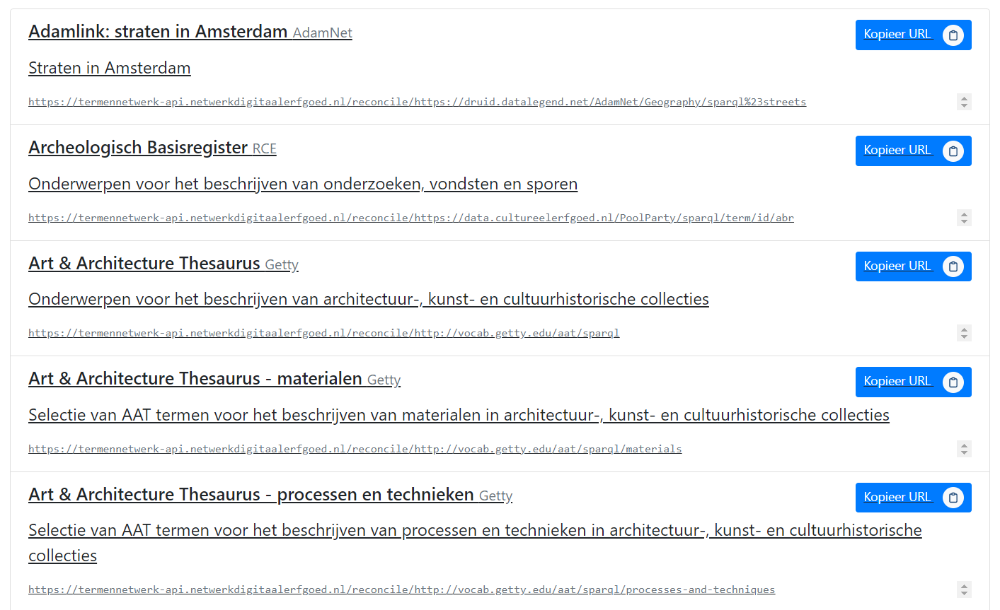 Adamlink: straten in Amsterdam AdamNet
Kopieer URL
Straten in Amsterdam
https://termennetwerk-api.netwerkdigitaalerfgoed.nl/reconcile/https://druid.datalegend.net/AdamNet/Geography/sparql%23streets
Archeologisch Basisregister RCE
Kopieer URL
Onderwerpen voor het beschrijven van onderzoeken, vondsten en sporen
https://termennetwerk-api.netwerkdigitaalerfgoed.nl/reconcile/https://data.cultureelerfgoed.nl/PoolParty/sparql/term/id/abr
Art & Architecture Thesaurus Getty
Kopieer URL
Onderwerpen voor het beschrijven van architectuur-, kunst- en cultuurhistorische collecties
https://termennetwerk-api.netwerkdigitaalerfgoed.nl/reconcile/http://vocab.getty.edu/aat/sparql
Art & Architecture Thesaurus - materialen Getty
Kopieer URL
Selectie van AAT termen voor het beschrijven van materialen in architectuur-, kunst- en cultuurhistorische collecties
https://termennetwerk-api.netwerkdigitaalerfgoed.nl/reconcile/http://vocab.getty.edu/aat/sparql/materials
Art & Architecture Thesaurus - processen en technieken Getty
Kopieer URL
Selectie van AAT termen voor het beschrijven van processen en technieken in architectuur-, kunst- en cultuurhistorische
collecties
https://termennetwerk-api.netwerkdigitaalerfgoed.nl/reconcile/http://vocab.getty.edu/aat/sparql/processes-and-techniques